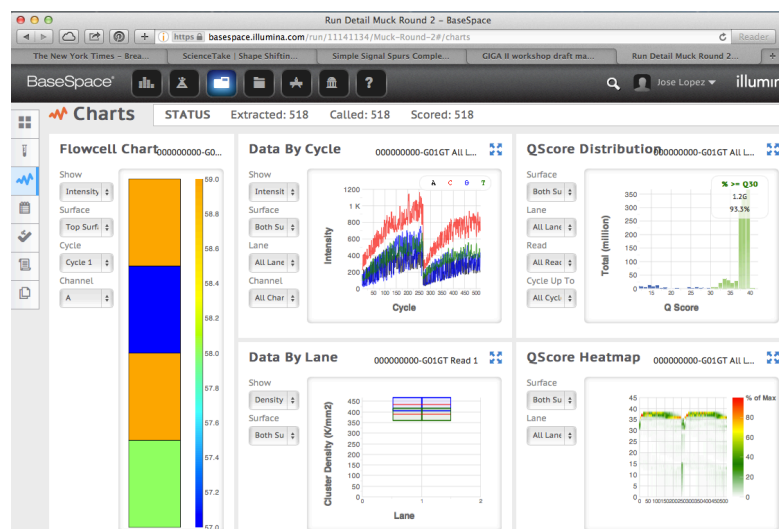 Run Detail Muck Round 2 – BaseSpace
https basespace.illumina.com/run/11141134/Muck-Round-2#/charts
Reader
The New York Times – Brea...
ScienceTake | Shape Shiftin...
Simple Signal Spurs Comple...
GIGA II workshop draft ma...
Run Detail Muck Round 2...
BaseSpace
?
Jose Lopez
illumin
Charts
STATUS Extracted: 518 Called: 518 Scored: 518
Flowcell Chart
000000000-G0...
Show
Intensity
Surface
Top Surf
Cycle
Cycle 1
Channel
A
59.0
58.8
58.6
58.4
58.2
58.0
57.8
57.6
57.4
57.2
57.0
Data By Cycle
000000000-G01GT All L...
Show
Intensit
Surface
Both Su
Lane
All Lane
Channel
All Char
A C G T
Intensity
1200
1 K
800
600
400
200
0
50 100 150 200 250 300 350 400 450 500
Cycle
QScore Distribution
000000000-G01GT All L...
Surface
Both Su
Lane
All Lane
Read
All Reac
Cycle Up To
All Cycl
% >= Q30
1.2G
93.3%
Total (million)
350
300
250
200
150
100
50
0
15 20 25 30 35 40
Q Score
Data By Lane
000000000-G01GT Read 1
Show
Density
Surface
Both Su
Cluster Density (K/mm2)
450
400
350
300
250
200
150
100
50
0
0 1 2
Lane
QScore Heatmap
000000000-G01GT All L...
Surface
Both Su
Lane
All Lane
45
40
35
30
25
20
15
10
5
0
0 50 100150200250300350400450500
% of Max
100
80
60
40
20
0